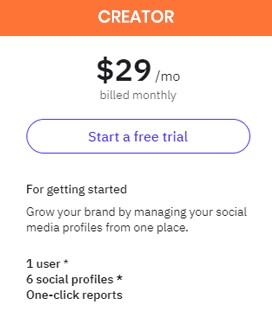 CREATOR
$29 /mo
billed monthly
Start a free trial
For getting started
Grow your brand by managing your social
media profiles from one place.
1 user *
6 social profiles *
One-click reports